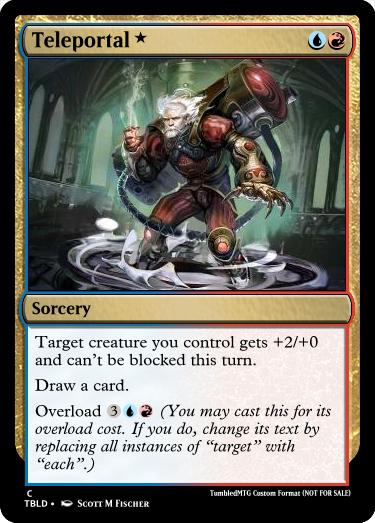 Teleportal ★
Sorcery
Target creature you control gets +2/+0
and can't be blocked this turn.
Draw a card.
Overload 3 (You may cast this for its
overload cost. If you do, change its text by
replacing all instances of “target” with
“each”.)
C
TBLD • Scott M Fischer
TumbledMTG Custom Format (NOT FOR SALE)